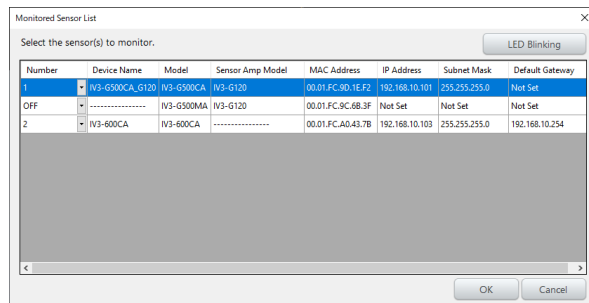 Monitored Sensor List
Select the sensor(s) to monitor.
LED Blinking
Number Device Name Model Sensor Amp Model MAC Address IP Address Subnet Mask Default Gateway
1 IV3-G500CA_G120 IV3-G500CA IV3-G120 00.01.FC.9D.1E.F2 192.168.10.101 255.255.255.0 Not Set
OFF ---------------- IV3-G500MA IV3-G120 00.01.FC.9C.6B.3F Not Set Not Set Not Set
2 IV3-600CA IV3-600CA ---------------- 00.01.FC.A0.43.7B 192.168.10.103 255.255.255.0 192.168.10.254
OK Cancel